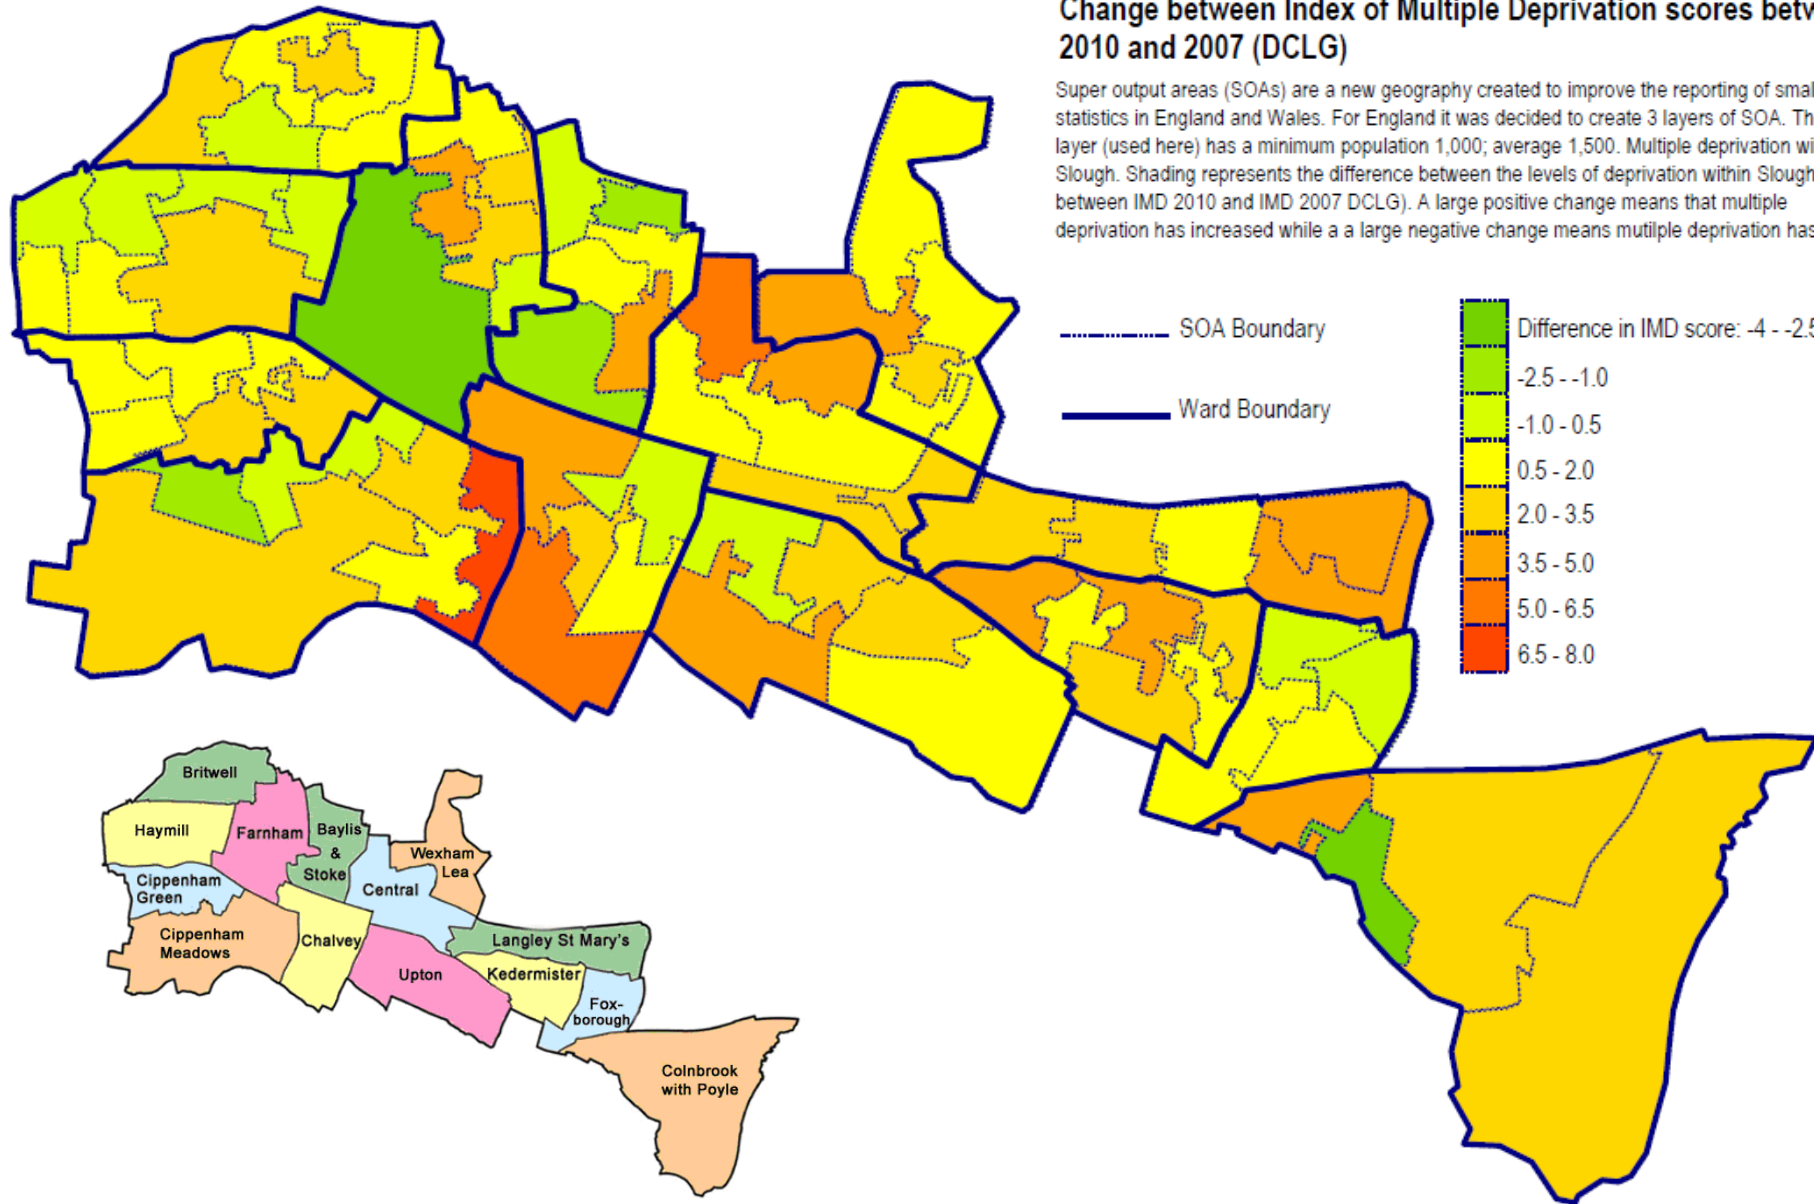 Change between Index of Multiple Deprivation scores betw
2010 and 2007 (DCLG)
Super output areas (SOAs) are a new geography created to improve the reporting of smal
statistics in England and Wales. For England it was decided to create 3 layers of SOA. Th
layer (used here) has a minimum population 1,000; average 1,500. Multiple deprivation wi
Slough. Shading represents the difference between the levels of deprivation within Slough
between IMD 2010 and IMD 2007 DCLG). A large positive change means that multiple
deprivation has increased while a a large negative change means mutilple deprivation has
SOA Boundary
Ward Boundary
Difference in IMD score: -4 - -2.5
-2.5 - -1.0
-1.0 - 0.5
0.5 - 2.0
2.0 - 3.5
3.5 - 5.0
5.0 - 6.5
6.5 - 8.0
Britwell
Haymill
Farnham
Baylis
&
Stoke
Wexham
Lea
Cippenham
Green
Central
Cippenham
Meadows
Chalvey
Langley St Mary's
Upton
Kedermister
Fox-
borough
Colnbrook
with Poyle